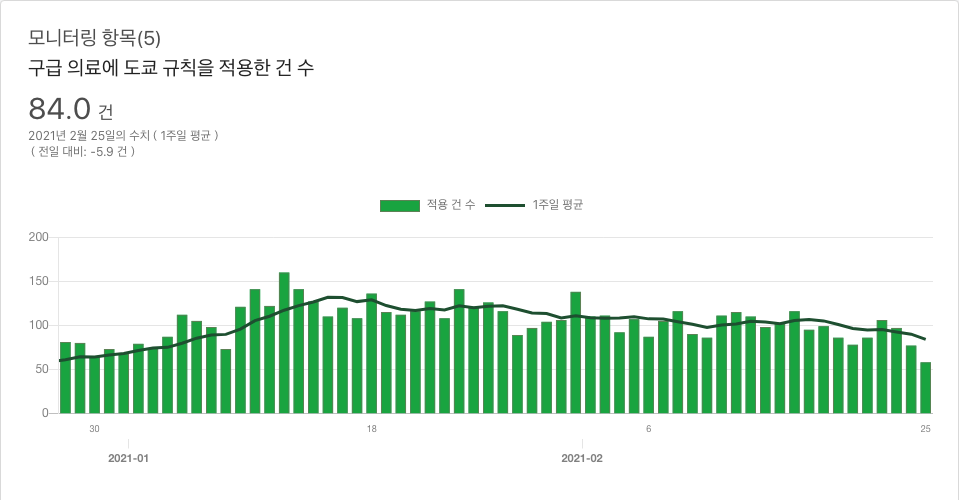 모니터링 항목(5)
구급 의료에 도쿄 규칙을 적용한 건 수
84.0 건
2021년 2월 25일의 수치 ( 1주일 평균 )
( 전일 대비: -5.9 건 )
적용 건 수 1주일 평균
200
150
100
50
0
30 18 6 25
2021-01 2021-02